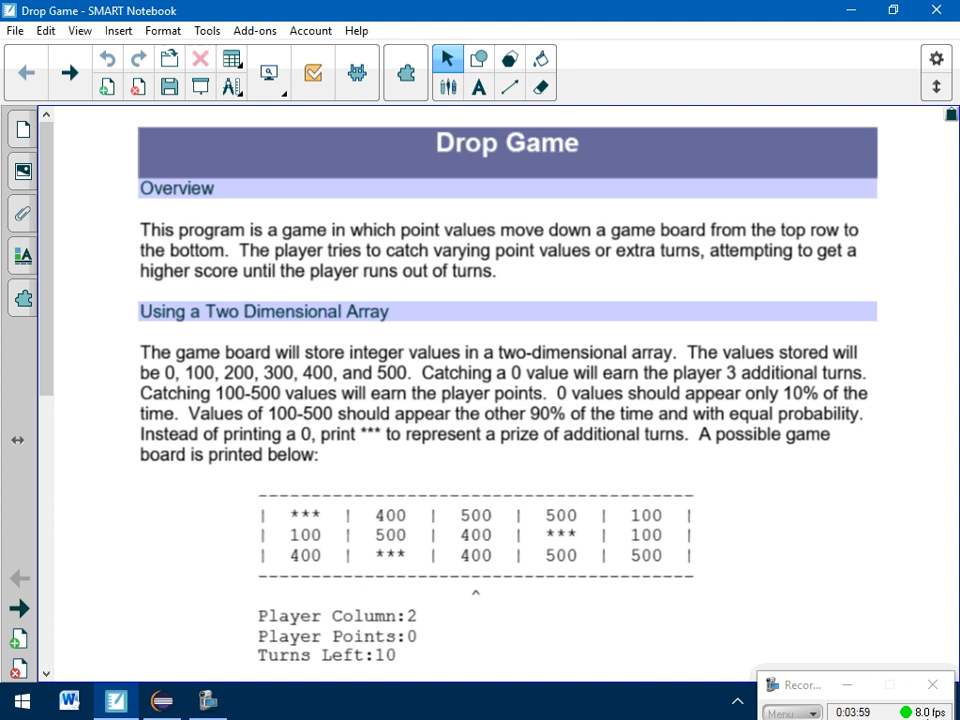 Drop Game - SMART Notebook
File Edit View Insert Format Tools Add-ons Account Help
Drop Game
Overview
This program is a game in which point values move down a game board from the top row to
the bottom. The player tries to catch varying point values or extra turns, attempting to get a
higher score until the player runs out of turns.
Using a Two Dimensional Array
The game board will store integer values in a two-dimensional array. The values stored will
be 0, 100, 200, 300, 400, and 500. Catching a 0 value will earn the player 3 additional turns.
Catching 100-500 values will earn the player points. 0 values should appear only 10% of the
time. Values of 100-500 should appear the other 90% of the time and with equal probability.
Instead of printing a 0, print *** to represent a prize of additional turns. A possible game
board is printed below:
-------------------------------------------
| *** | 400 | 500 | 500 | 100 |
| 100 | 500 | 400 | *** | 100 |
| 400 | *** | 400 | 500 | 500 |
-------------------------------------------
^
Player Column:2
Player Points:0
Turns Left:10
Recor...
Menu 0:03:59 8.0 fps